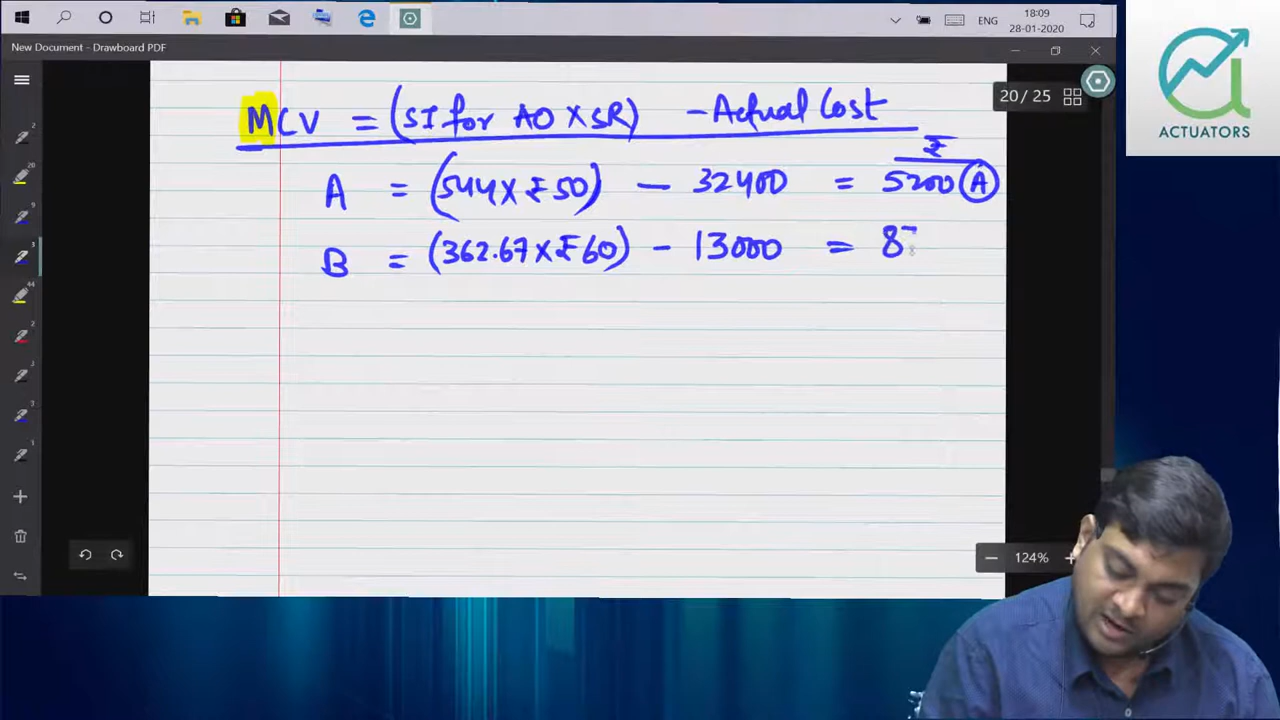 18:09
ENG
28-01-2020
New Document - Drawboard PDF
20 / 25
ACTUATORS
MCV = (SI for AO X SR) - Actual Cost
₹
A = (544 X ₹50) - 32400 = 5200 (A)
B = (362.67 X ₹60) - 13000 = 87
124%